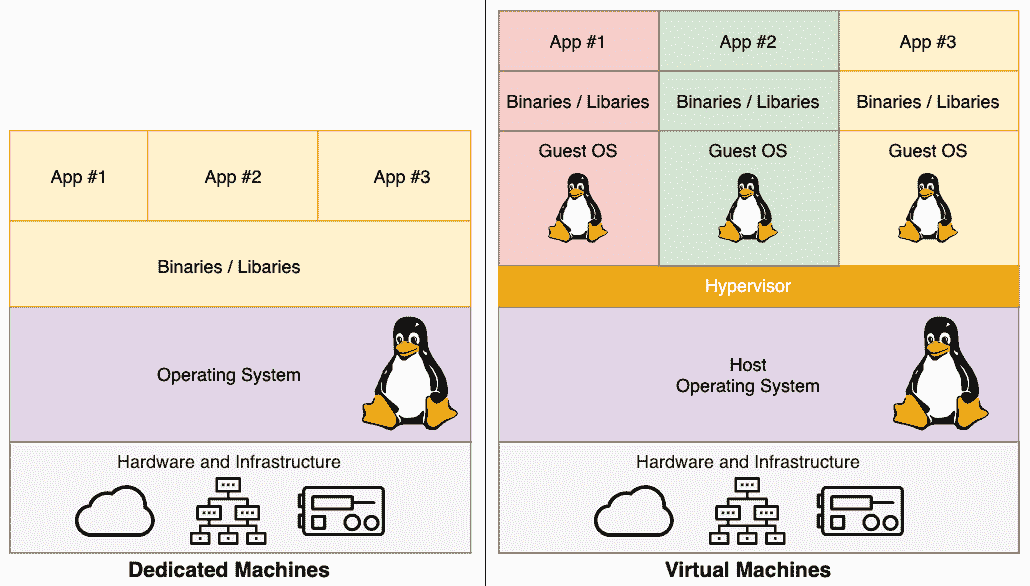 App #1
App #2
App #3
Binaries / Libaries
Operating System
Hardware and Infrastructure
Dedicated Machines
App #1
App #2
App #3
Binaries / Libaries
Binaries / Libaries
Binaries / Libaries
Guest OS
Guest OS
Guest OS
Hypervisor
Host
Operating System
Hardware and Infrastructure
Virtual Machines